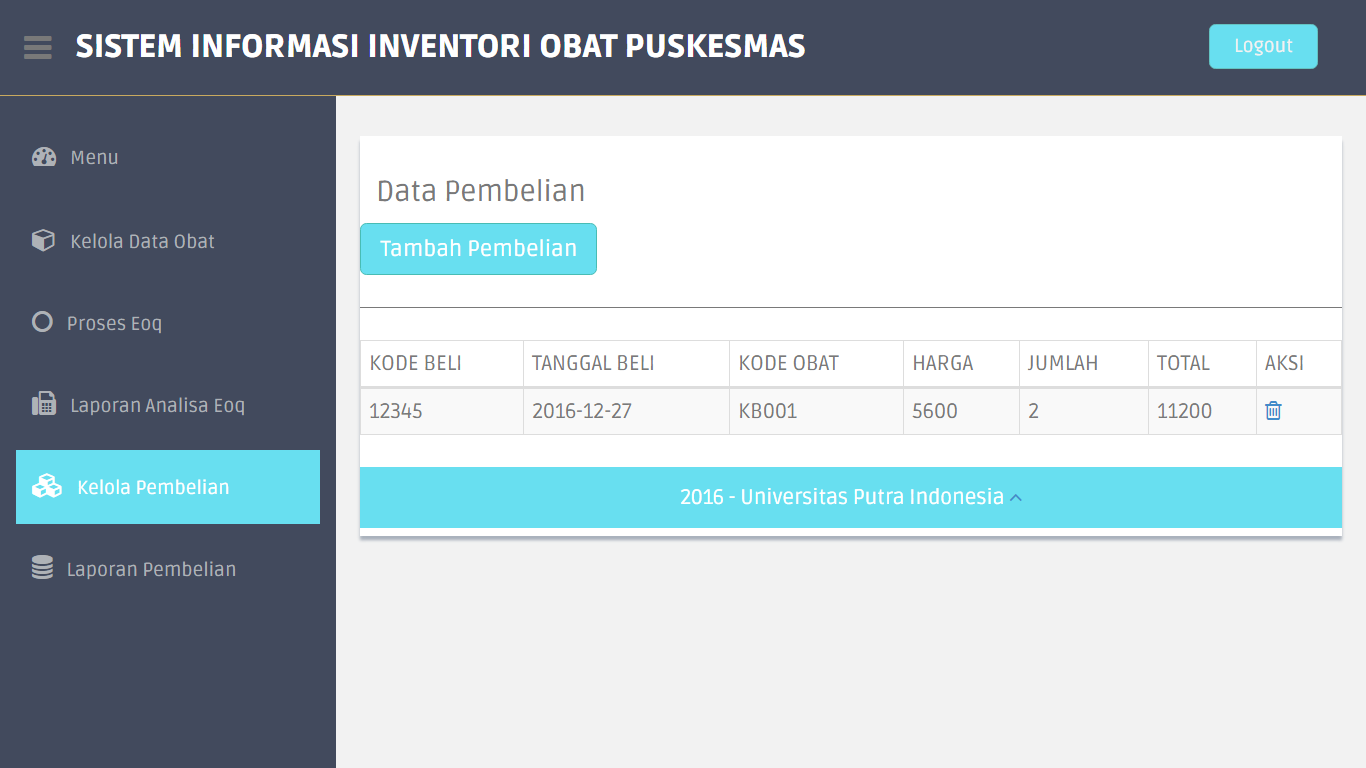 SISTEM INFORMASI INVENTORI OBAT PUSKESMAS
Logout
Menu
Kelola Data Obat
Proses Eoq
Laporan Analisa Eoq
Kelola Pembelian
Laporan Pembelian
Data Pembelian
Tambah Pembelian
KODE BELI TANGGAL BELI KODE OBAT HARGA JUMLAH TOTAL AKSI
12345 2016-12-27 KB001 5600 2 11200
2016 - Universitas Putra Indonesia